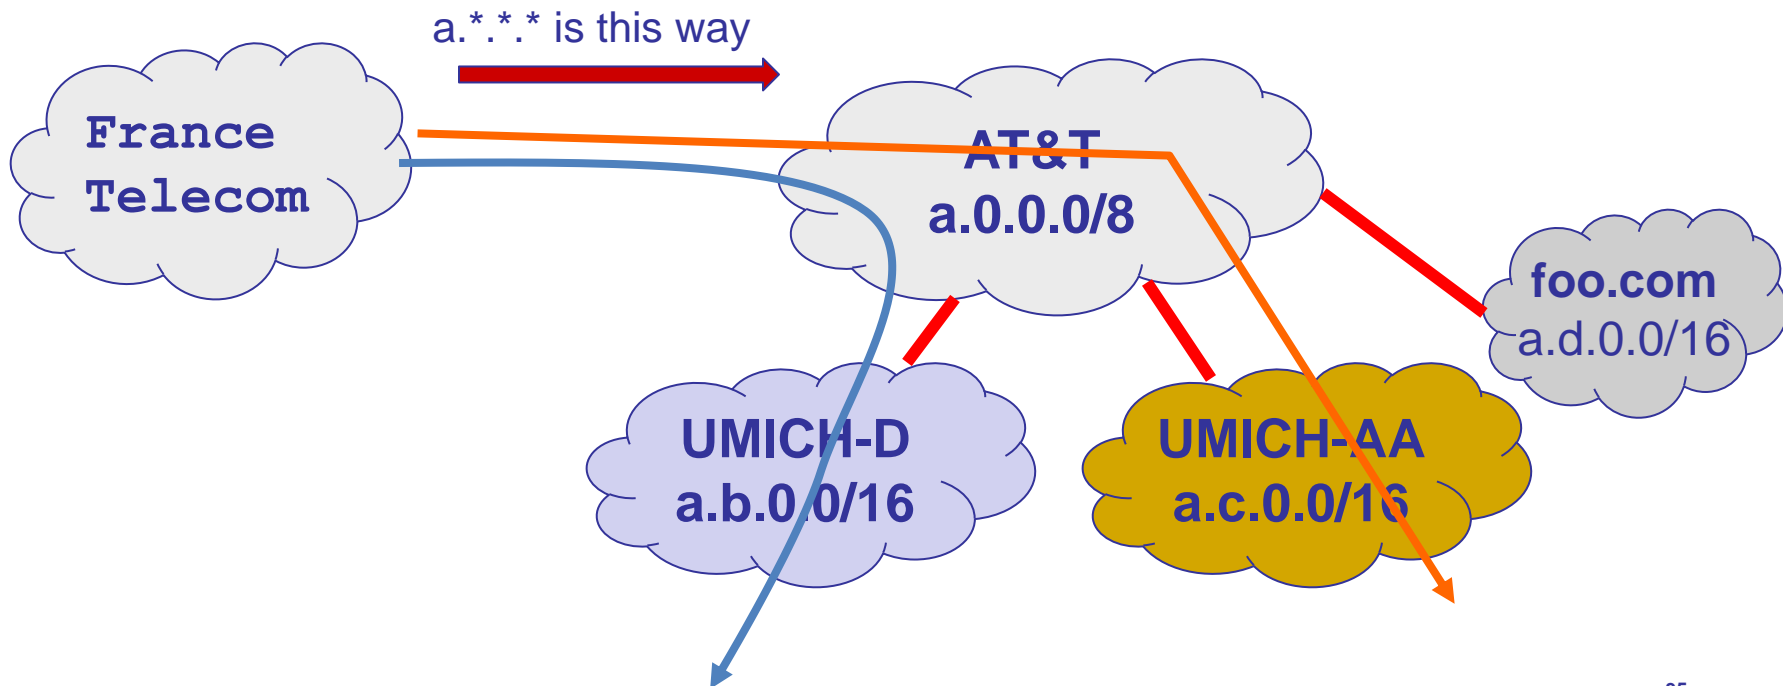 a.*.*.* is this way
France
Telecom
AT&T
a.0.0.0/8
foo.com
a.d.0.0/16
UMICH-D
a.b.0.0/16
UMICH-AA
a.c.0.0/16